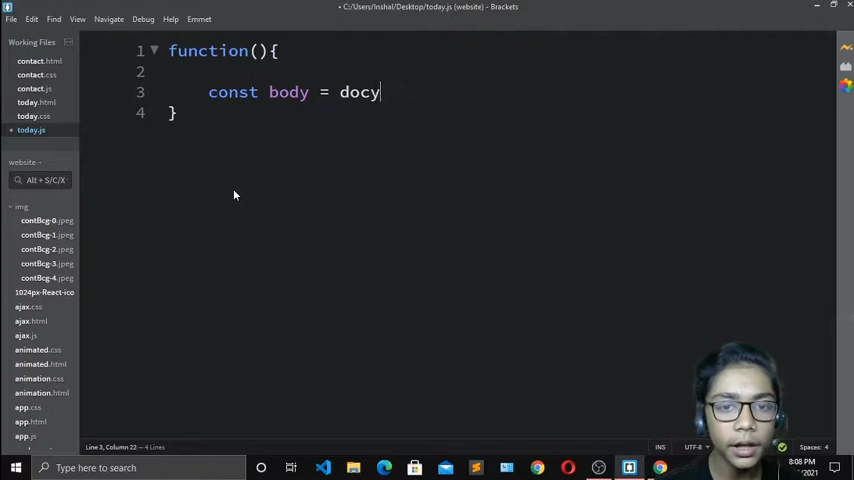 • C:/Users/Inshal/Desktop/today.js (website) - Brackets
File Edit Find View Navigate Debug Help Emmet
Working Files
contact.html
contact.css
contact.js
today.html
today.css
• today.js
website
Alt + S/C/X
img
contBcg-0.jpeg
contBcg-1.jpeg
contBcg-2.jpeg
contBcg-3.jpeg
contBcg-4.jpeg
1024px-React-ico
ajax.css
ajax.html
ajax.js
animated.css
animated.html
animation.css
animation.html
app.css
app.html
app.js
1 function(){
2
3 const body = docy
4 }
Line 3, Column 22 — 4 Lines
INS UTF-8 Spaces: 4
Type here to search
8:08 PM
/2021